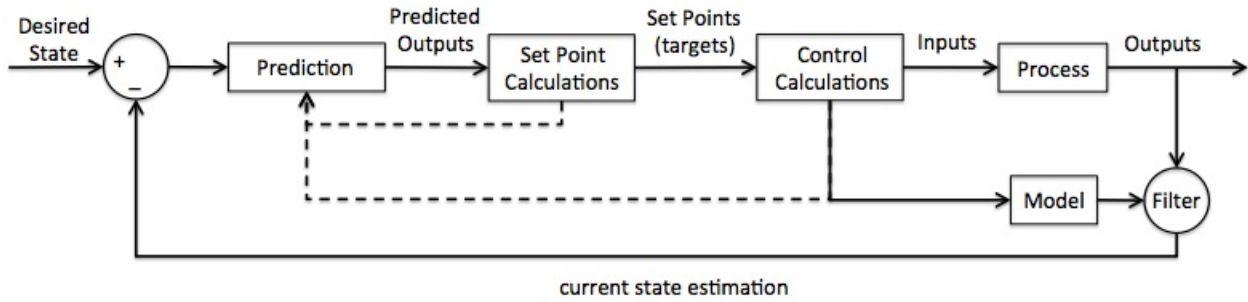 Desired
State
+
−
Prediction
Predicted
Outputs
Set Point
Calculations
Set Points
(targets)
Control
Calculations
Inputs
Process
Outputs
Model
Filter
current state estimation